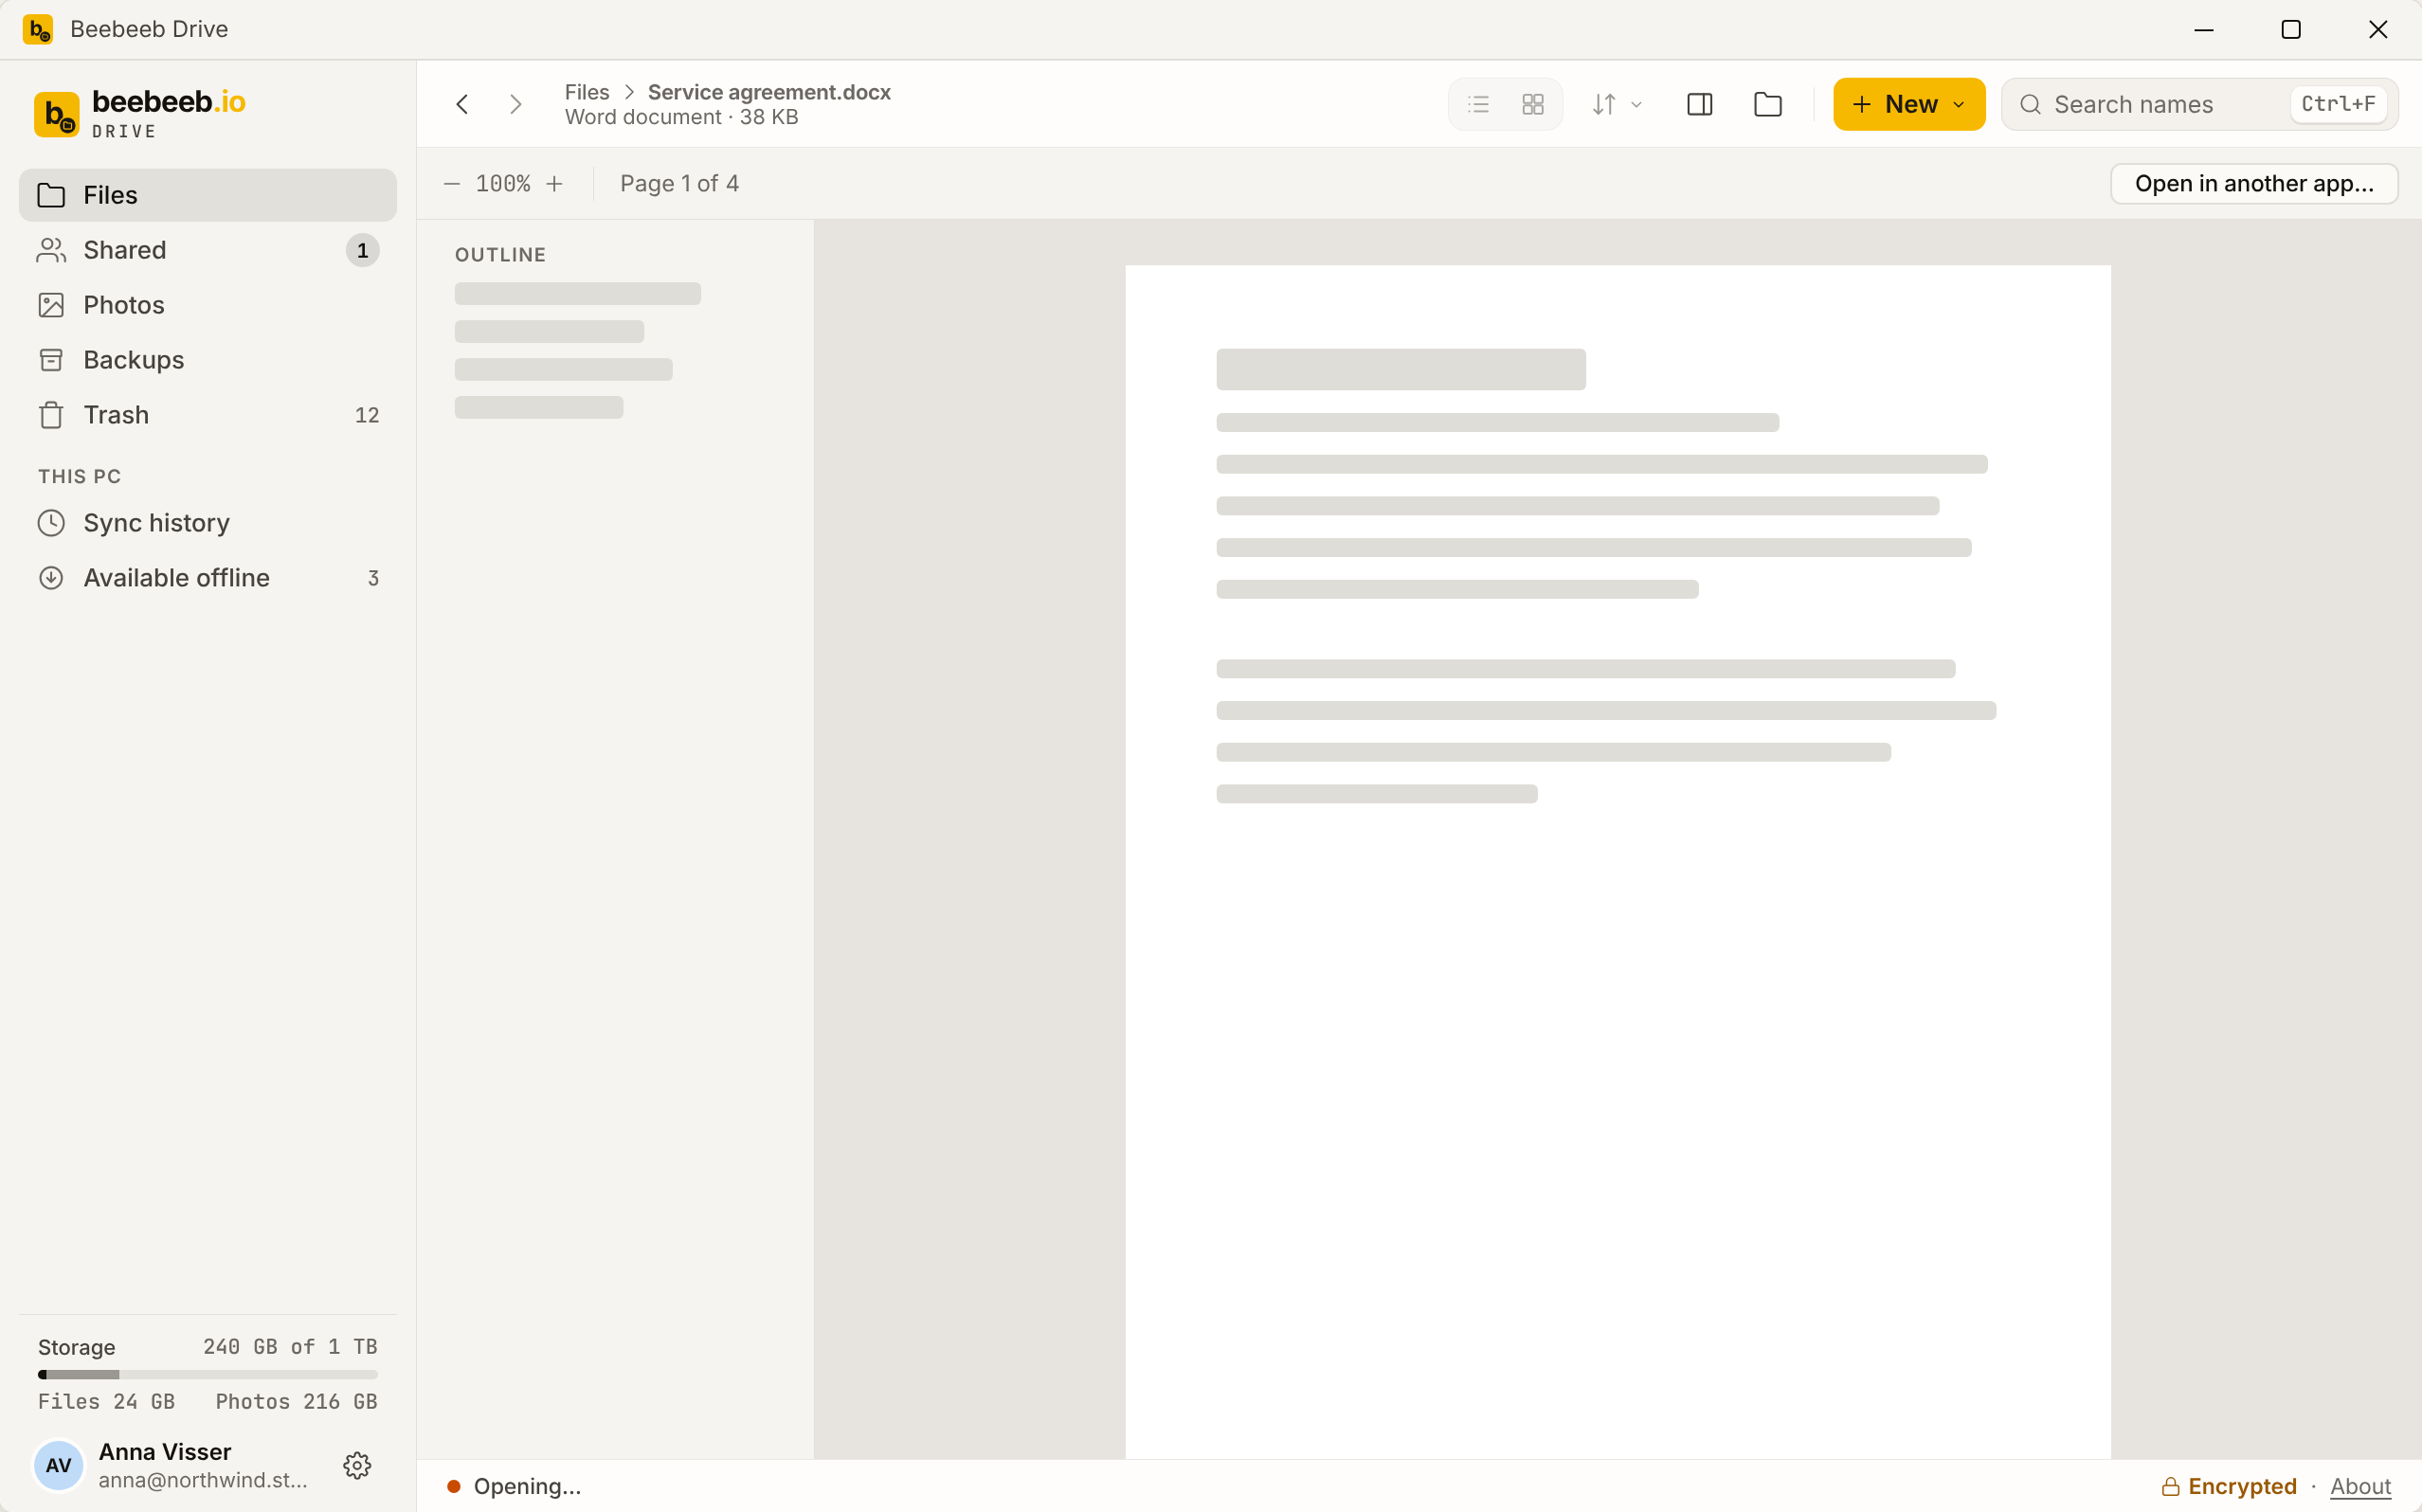 Beebeeb Drive
beebeeb.io
DRIVE
Files
Shared 1
Photos
Backups
Trash 12
THIS PC
Sync history
Available offline 3
Storage 240 GB of 1 TB
Files 24 GB Photos 216 GB
AV
Anna Visser
anna@northwind.st...
Files > Service agreement.docx
Word document · 38 KB
New
Search names Ctrl+F
100% Page 1 of 4
Open in another app...
OUTLINE
Opening...
Encrypted · About